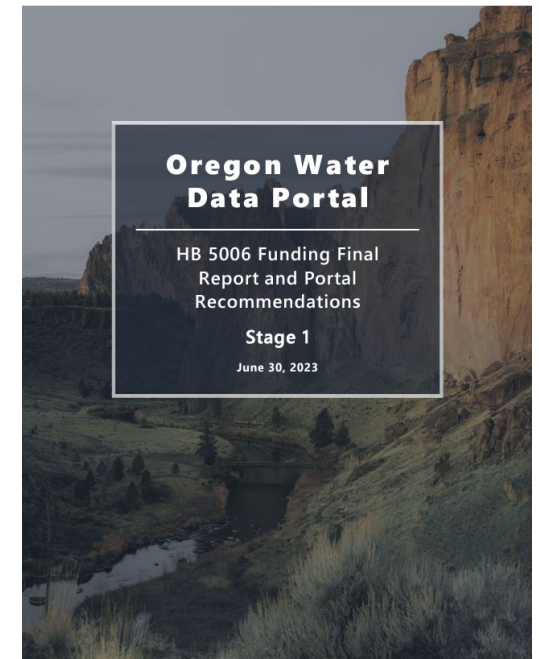 Oregon Water
Data Portal
HB 5006 Funding Final
Report and Portal
Recommendations
Stage 1
June 30, 2023